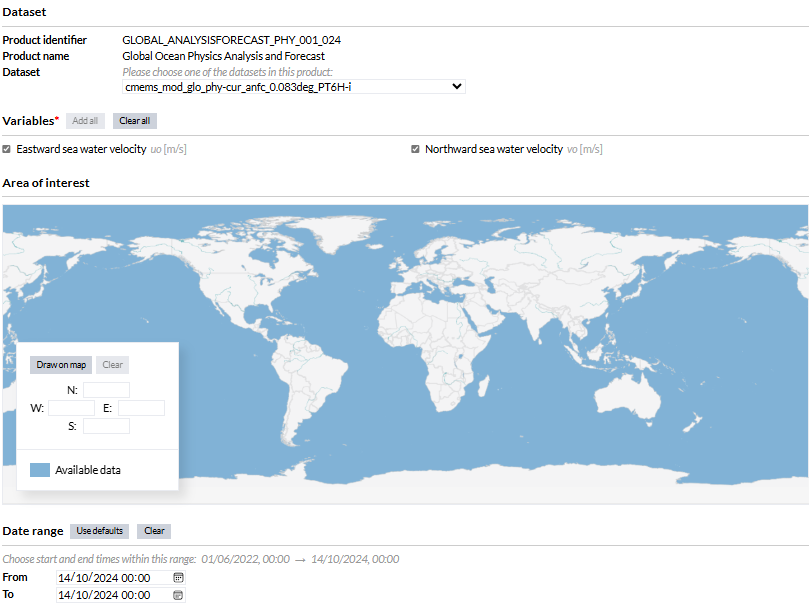 Dataset
Product identifier GLOBAL_ANALYSISFORECAST_PHY_001_024
Product name Global Ocean Physics Analysis and Forecast
Dataset Please choose one of the datasets in this product:
cmems_mod_glo_phy-cur_anfc_0.083deg_PT6H-i
Variables* Add all Clear all
Eastward sea water velocity uo [m/s] Northward sea water velocity vo [m/s]
Area of interest
Draw on map Clear
N:
W: E:
S:
Available data
Date range Use defaults Clear
Choose start and end times within this range: 01/06/2022, 00:00 → 14/10/2024, 00:00
From 14/10/2024 00:00
To 14/10/2024 00:00